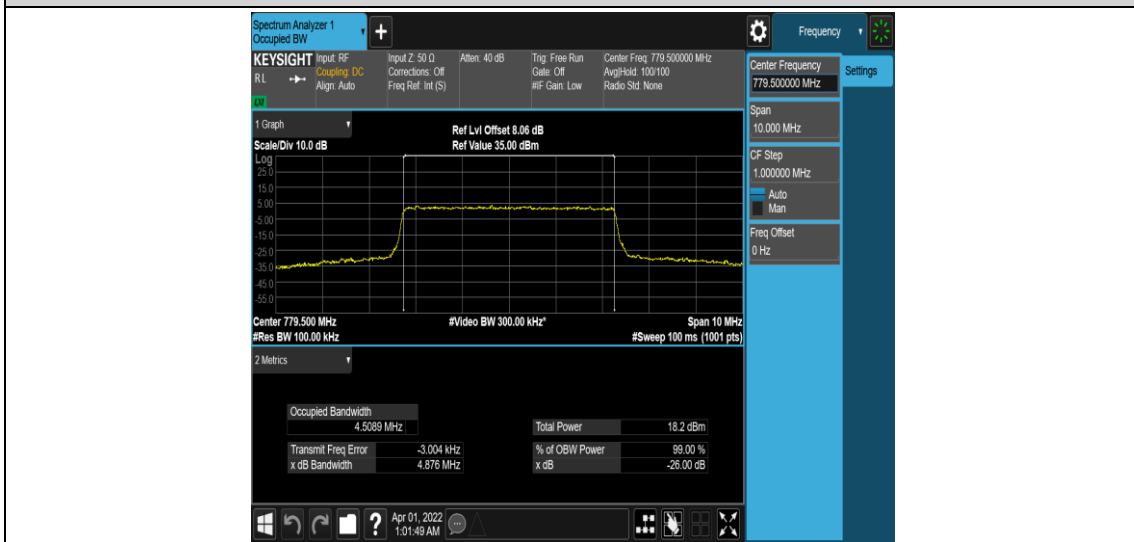 Spectrum Analyzer 1
Occupied BW
+
Frequency
KEYSIGHT
RL
LXI
Input: RF
Coupling: DC
Align: Auto
Input Z: 50 Ω
Corrections: Off
Freq Ref: Int (S)
Atten: 40 dB
Trig: Free Run
Gate: Off
#IF Gain: Low
Center Freq: 779.500000 MHz
Avg|Hold: 100/100
Radio Std: None
Center Frequency
779.500000 MHz
Settings
Span
10.000 MHz
CF Step
1.000000 MHz
Auto
Man
Freq Offset
0 Hz
1 Graph
Scale/Div 10.0 dB
Ref Lvl Offset 8.06 dB
Ref Value 35.00 dBm
Log
25.0
15.0
5.00
-5.00
-15.0
-25.0
-35.0
-45.0
-55.0
Center 779.500 MHz
#Res BW 100.00 kHz
#Video BW 300.00 kHz*
Span 10 MHz
#Sweep 100 ms (1001 pts)
2 Metrics
Occupied Bandwidth
4.5089 MHz
Transmit Freq Error -3.004 kHz
x dB Bandwidth 4.876 MHz
Total Power 18.2 dBm
% of OBW Power 99.00 %
x dB -26.00 dB
?
Apr 01, 2022
1:01:49 AM